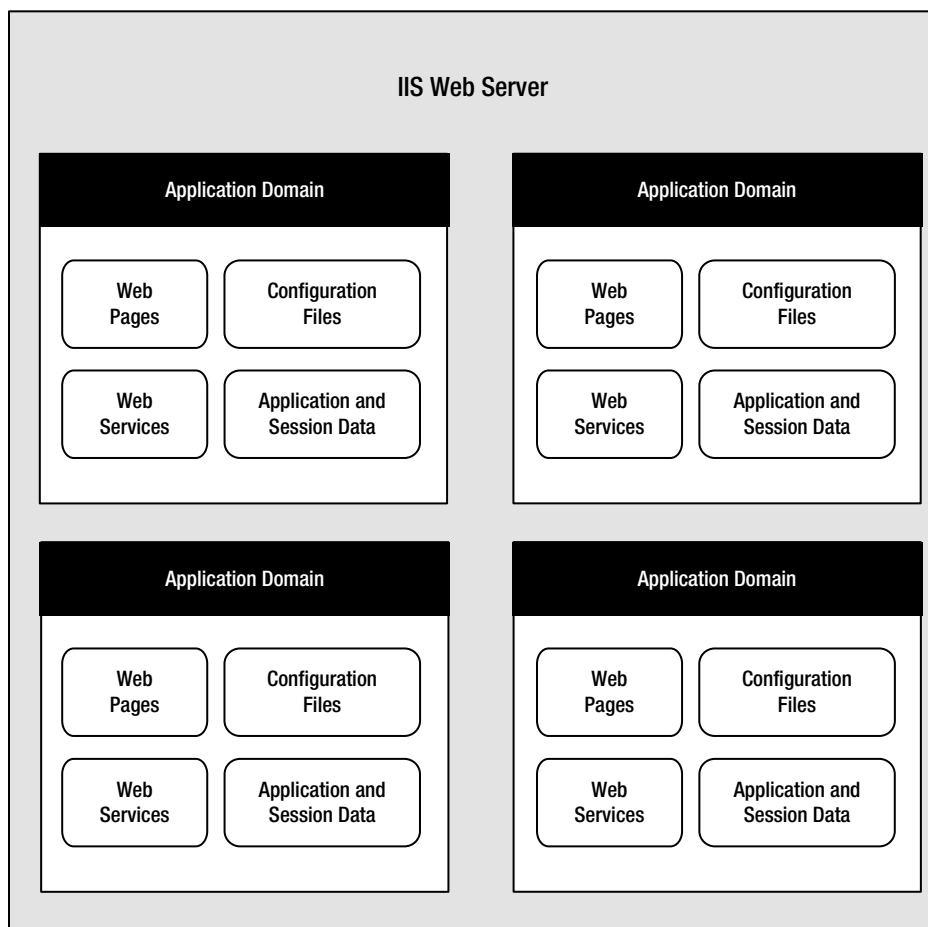 IIS Web Server
Application Domain
Web
Pages
Configuration
Files
Web
Services
Application and
Session Data
Application Domain
Web
Pages
Configuration
Files
Web
Services
Application and
Session Data
Application Domain
Web
Pages
Configuration
Files
Web
Services
Application and
Session Data
Application Domain
Web
Pages
Configuration
Files
Web
Services
Application and
Session Data